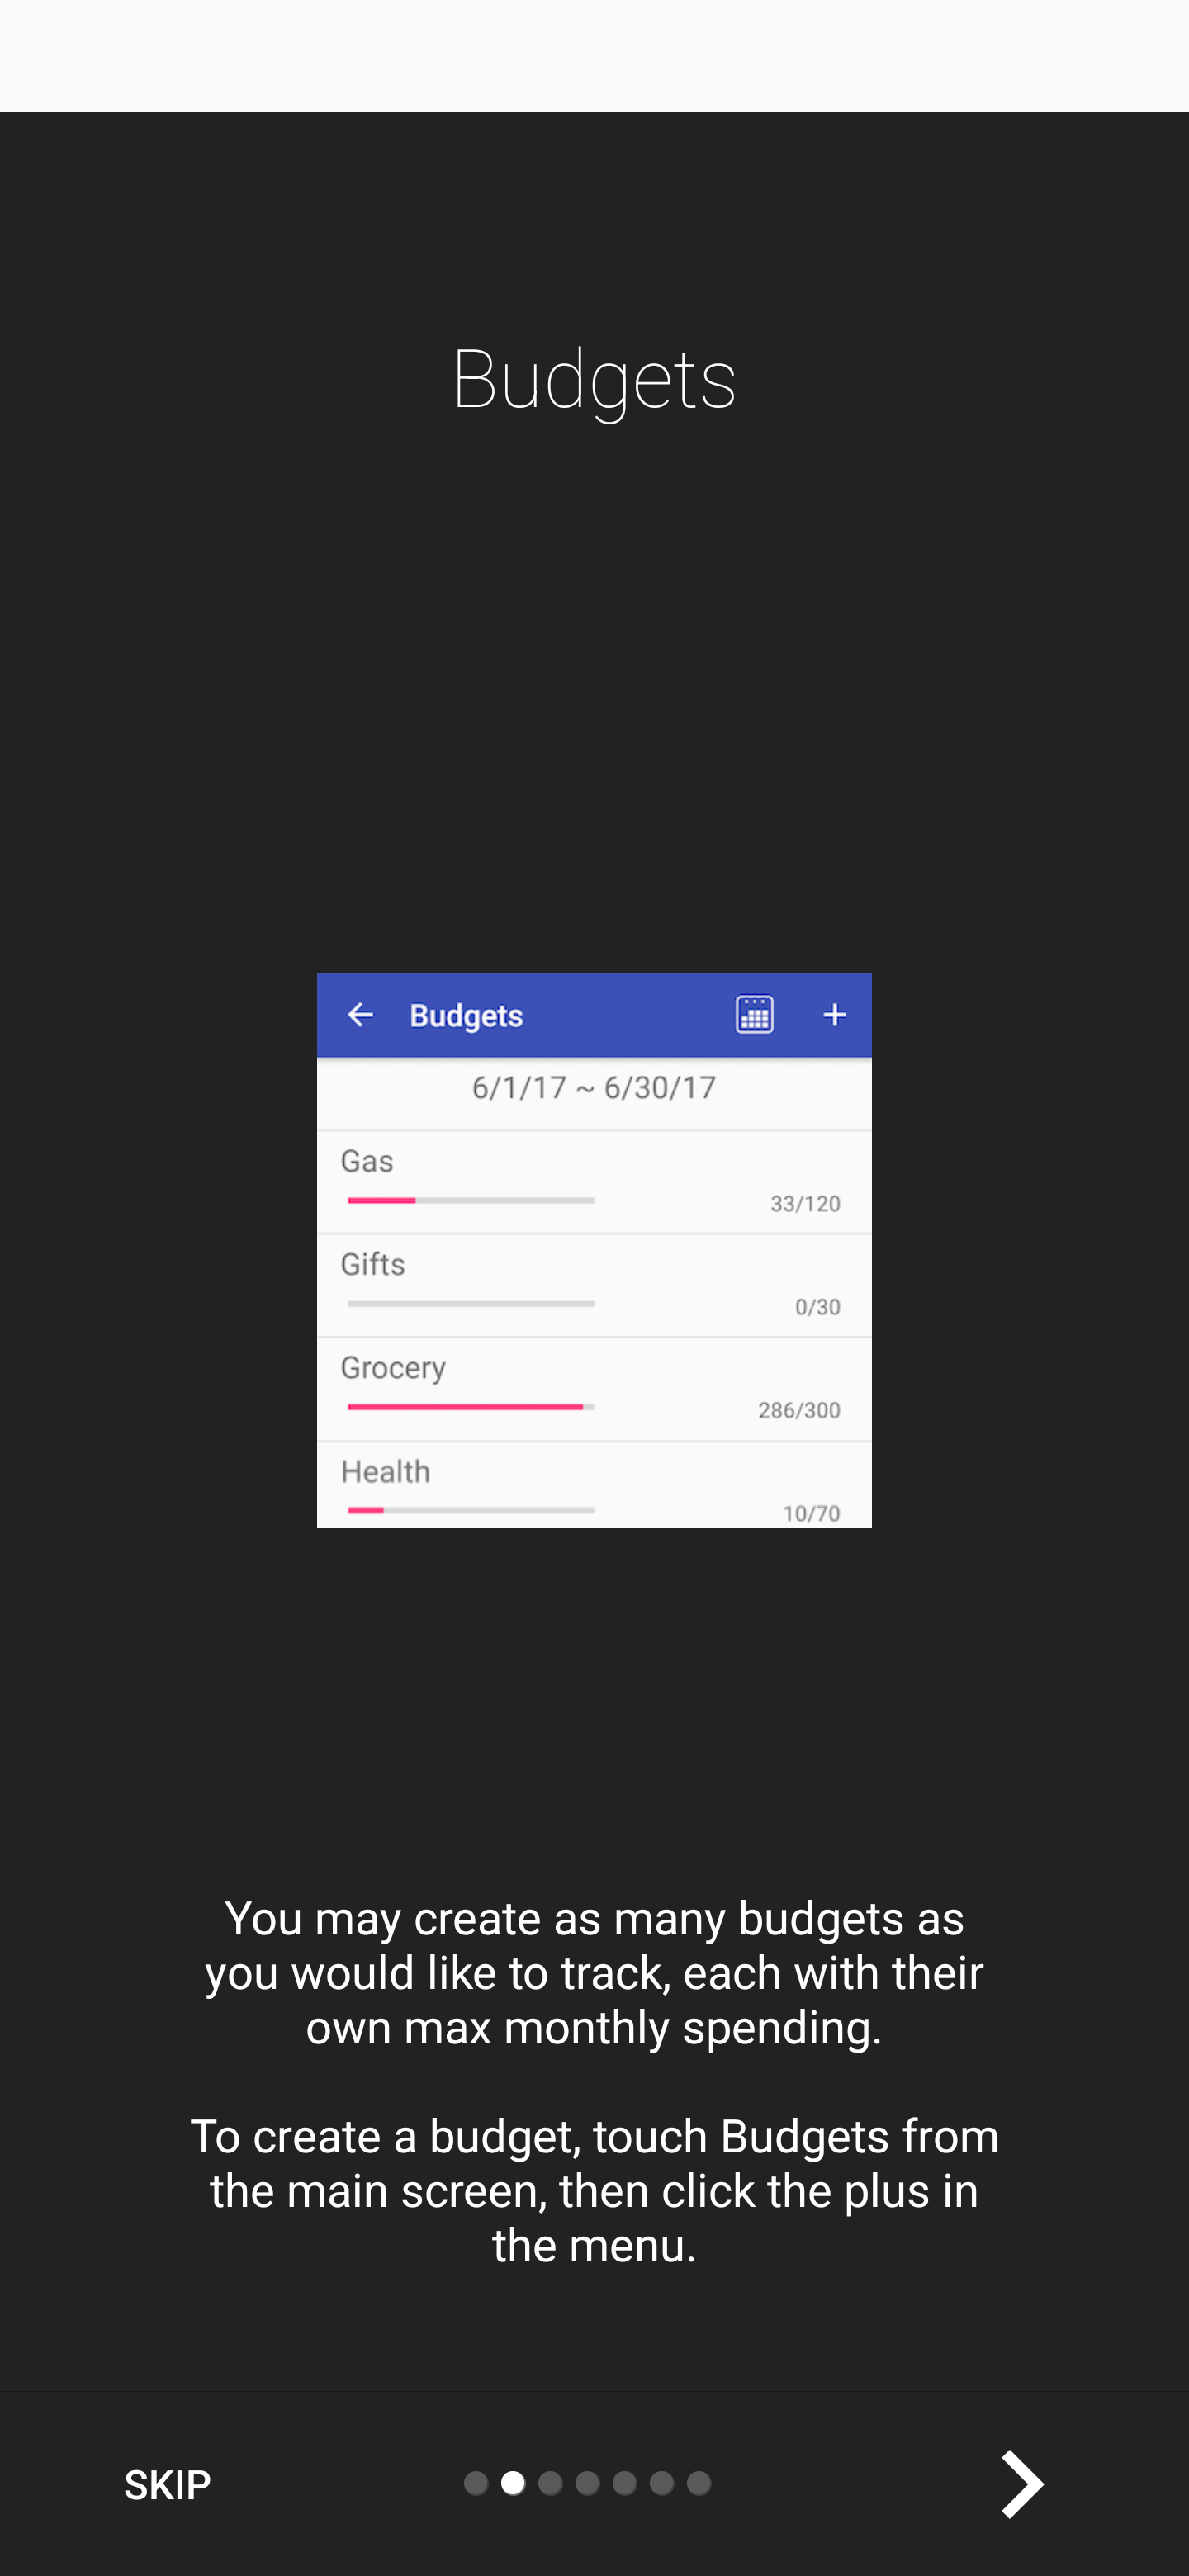 Budgets
Budgets
6/1/17 ~ 6/30/17
Gas
33/120
Gifts
0/30
Grocery
286/300
Health
10/70
You may create as many budgets as
you would like to track, each with their
own max monthly spending.
To create a budget, touch Budgets from
the main screen, then click the plus in
the menu.
SKIP